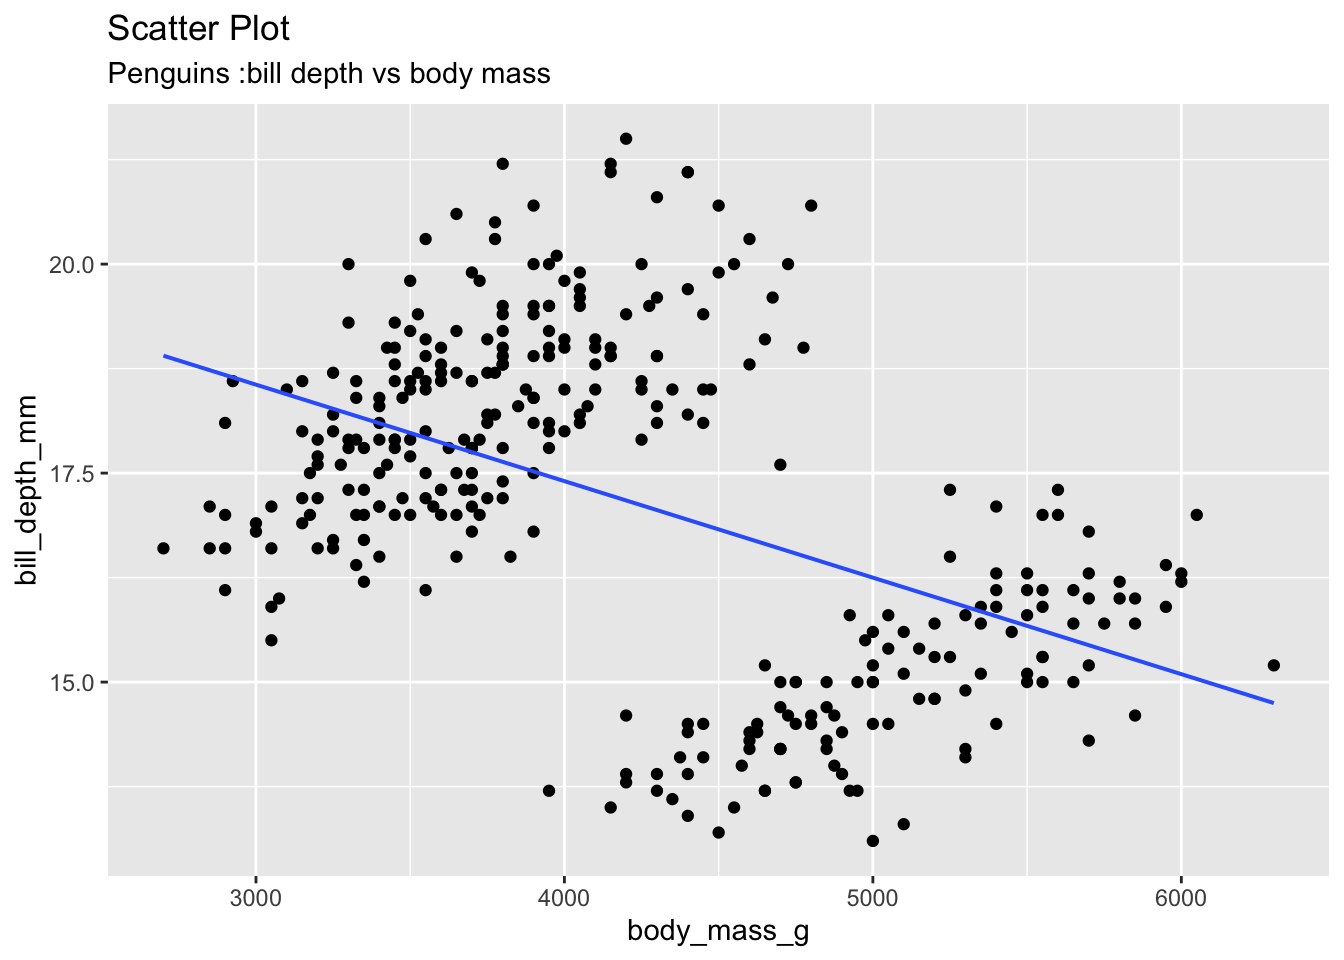 Scatter Plot
Penguins :bill depth vs body mass
bill_depth_mm
20.0
17.5
15.0
3000 4000 5000 6000
body_mass_g